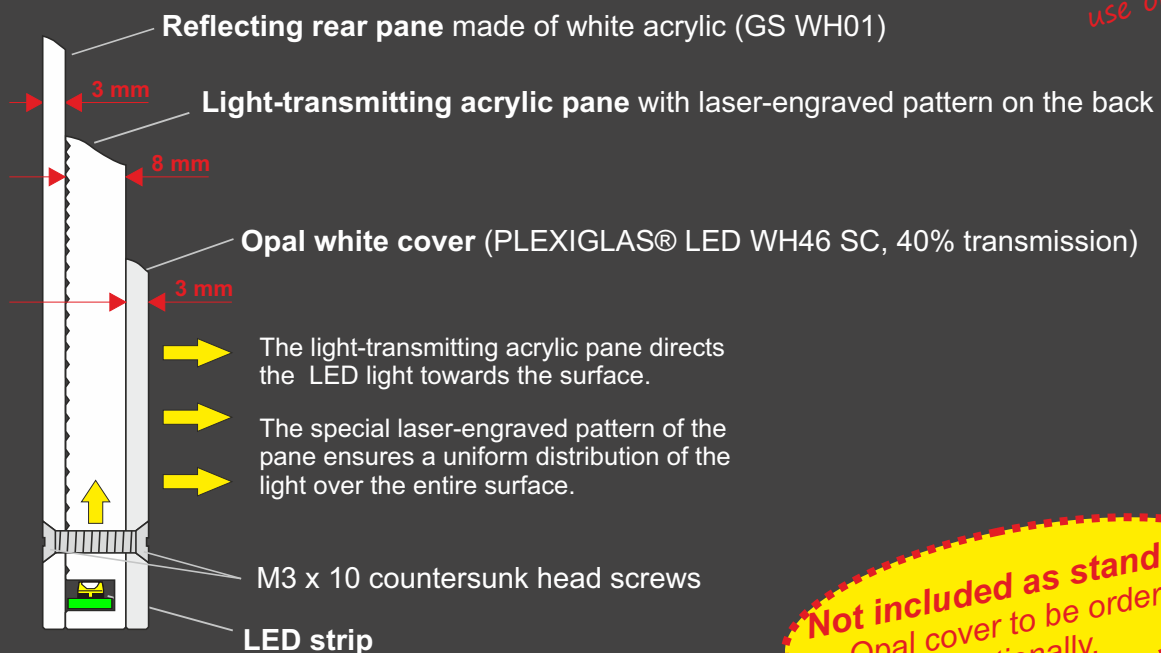 Reflecting rear pane made of white acrylic (GS WH01)
use
3 mm
Light-transmitting acrylic pane with laser-engraved pattern on the back
8 mm
Opal white cover (PLEXIGLAS® LED WH46 SC, 40% transmission)
3 mm
The light-transmitting acrylic pane directs
the LED light towards the surface.
The special laser-engraved pattern of the
pane ensures a uniform distribution of the
light over the entire surface.
M3 x 10 countersunk head screws
Not included as stand
Opal cover to be order
LED strip